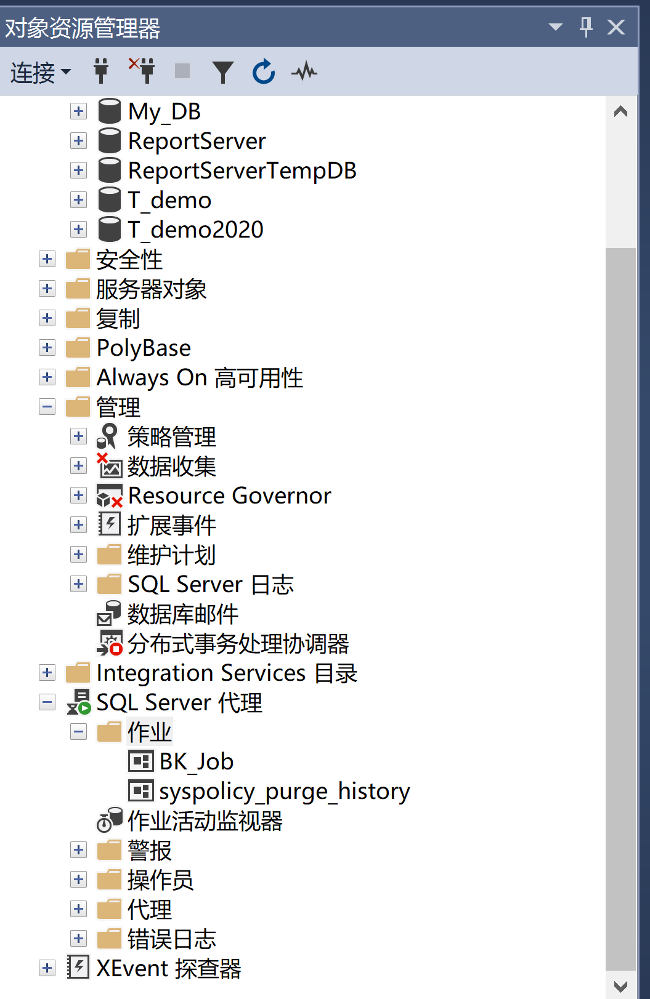 对象资源管理器
连接
My_DB
ReportServer
ReportServerTempDB
T_demo
T_demo2020
安全性
服务器对象
复制
PolyBase
Always On 高可用性
管理
策略管理
数据收集
Resource Governor
扩展事件
维护计划
SQL Server 日志
数据库邮件
分布式事务处理协调器
Integration Services 目录
SQL Server 代理
作业
BK_Job
syspolicy_purge_history
作业活动监视器
警报
操作员
代理
错误日志
XEvent 探查器